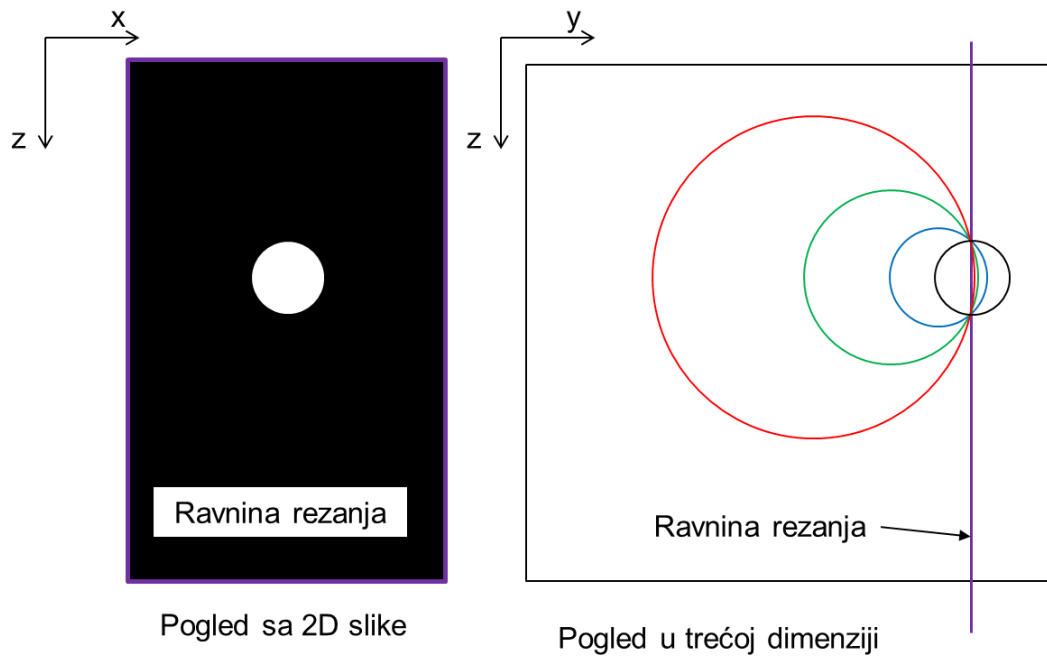 x
z
Ravnina rezanja
Pogled sa 2D slike
y
z
Ravnina rezanja
Pogled u trećoj dimenziji